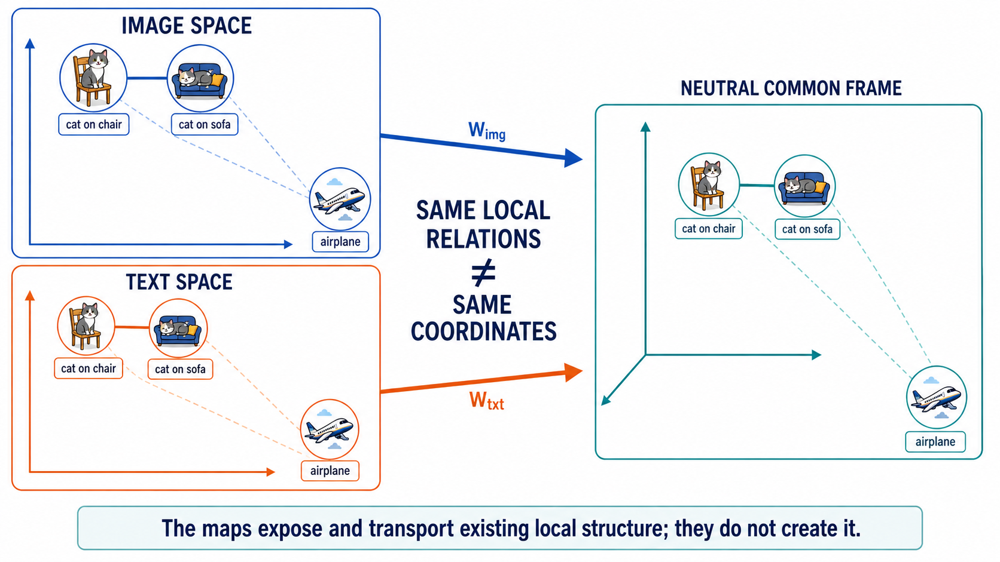 IMAGE SPACE
cat on chair
cat on sofa
airplane
TEXT SPACE
cat on chair
cat on sofa
airplane
Wimg
SAME LOCAL
RELATIONS
≠
SAME
COORDINATES
Wtxt
NEUTRAL COMMON FRAME
cat on chair
cat on sofa
airplane
The maps expose and transport existing local structure; they do not create it.